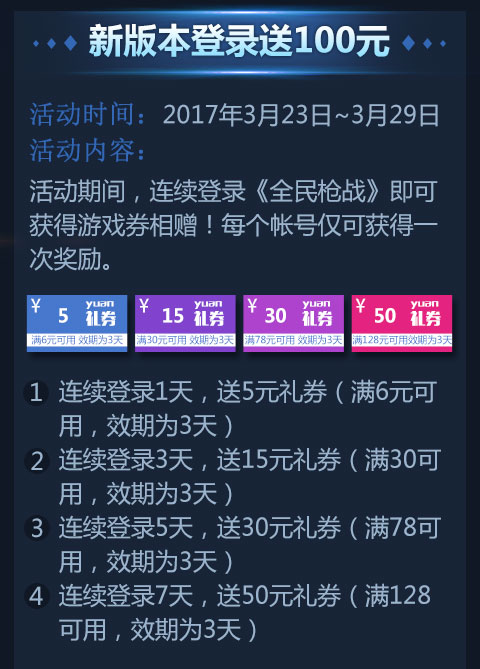 新版本登录送100元
活动时间：2017年3月23日~3月29日
活动内容：
活动期间，连续登录《全民枪战》即可
获得游戏券相赠！每个帐号仅可获得一
次奖励。
¥ 5 yuan 礼券
满6元可用 效期为3天
¥ 15 yuan 礼券
满30元可用 效期为3天
¥ 30 yuan 礼券
满78元可用 效期为3天
¥ 50 yuan 礼券
满128元可用 效期为3天
1 连续登录1天，送5元礼券（满6元可
用，效期为3天）
2 连续登录3天，送15元礼券（满30可
用，效期为3天）
3 连续登录5天，送30元礼券（满78可
用，效期为3天）
4 连续登录7天，送50元礼券（满128
可用，效期为3天）